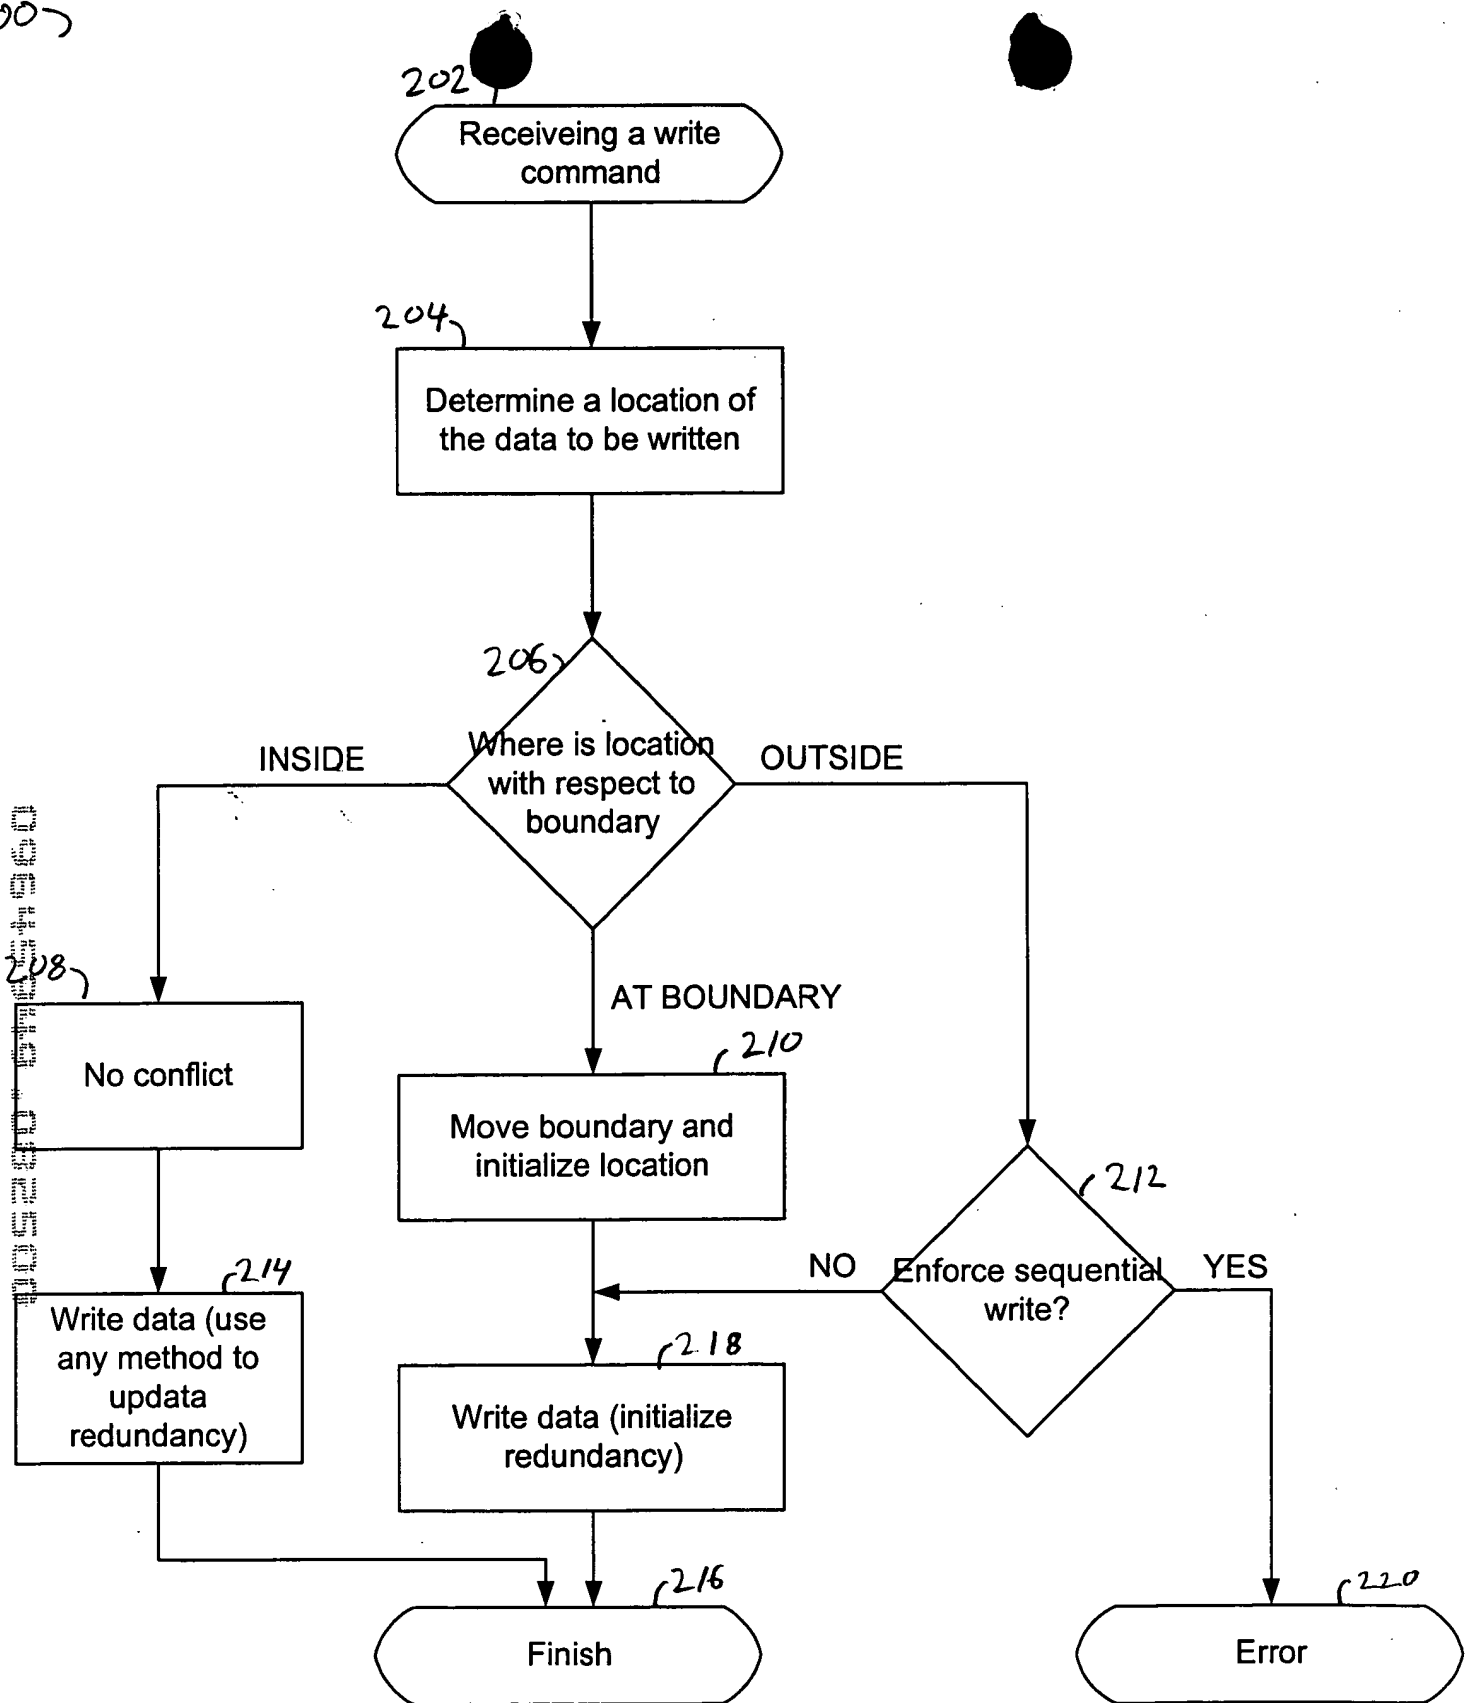 00
202
Receiveing a write
command
204
Determine a location of
the data to be written
206
Where is location
with respect to
boundary
INSIDE
OUTSIDE
AT BOUNDARY
208
No conflict
210
Move boundary and
initialize location
212
Enforce sequential
write?
NO
YES
214
Write data (use
any method to
updata
redundancy)
218
Write data (initialize
redundancy)
216
Finish
220
Error